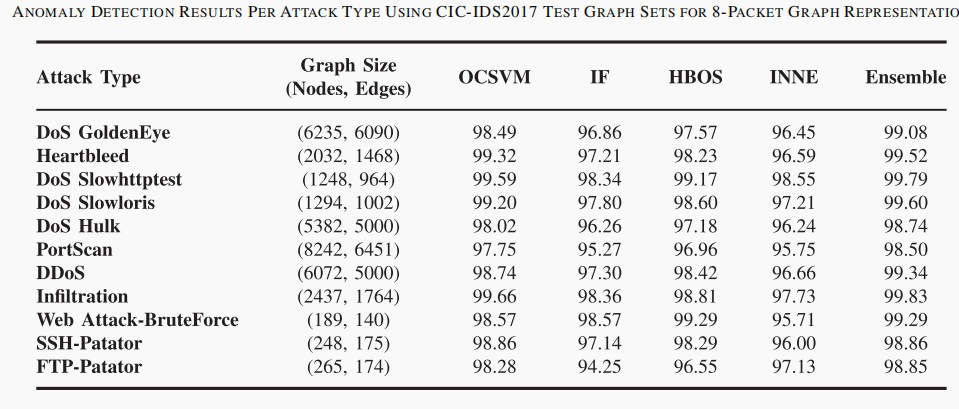 ANOMALY DETECTION RESULTS PER ATTACK TYPE USING CIC-IDS2017 TEST GRAPH SETS FOR 8-PACKET GRAPH REPRESENTATIO
Attack Type Graph Size (Nodes, Edges) OCSVM IF HBOS INNE Ensemble
DoS GoldenEye (6235, 6090) 98.49 96.86 97.57 96.45 99.08
Heartbleed (2032, 1468) 99.32 97.21 98.23 96.59 99.52
DoS Slowhttptest (1248, 964) 99.59 98.34 99.17 98.55 99.79
DoS Slowloris (1294, 1002) 99.20 97.80 98.60 97.21 99.60
DoS Hulk (5382, 5000) 98.02 96.26 97.18 96.24 98.74
PortScan (8242, 6451) 97.75 95.27 96.96 95.75 98.50
DDoS (6072, 5000) 98.74 97.30 98.42 96.66 99.34
Infiltration (2437, 1764) 99.66 98.36 98.81 97.73 99.83
Web Attack-BruteForce (189, 140) 98.57 98.57 99.29 95.71 99.29
SSH-Patator (248, 175) 98.86 97.14 98.29 96.00 98.86
FTP-Patator (265, 174) 98.28 94.25 96.55 97.13 98.85